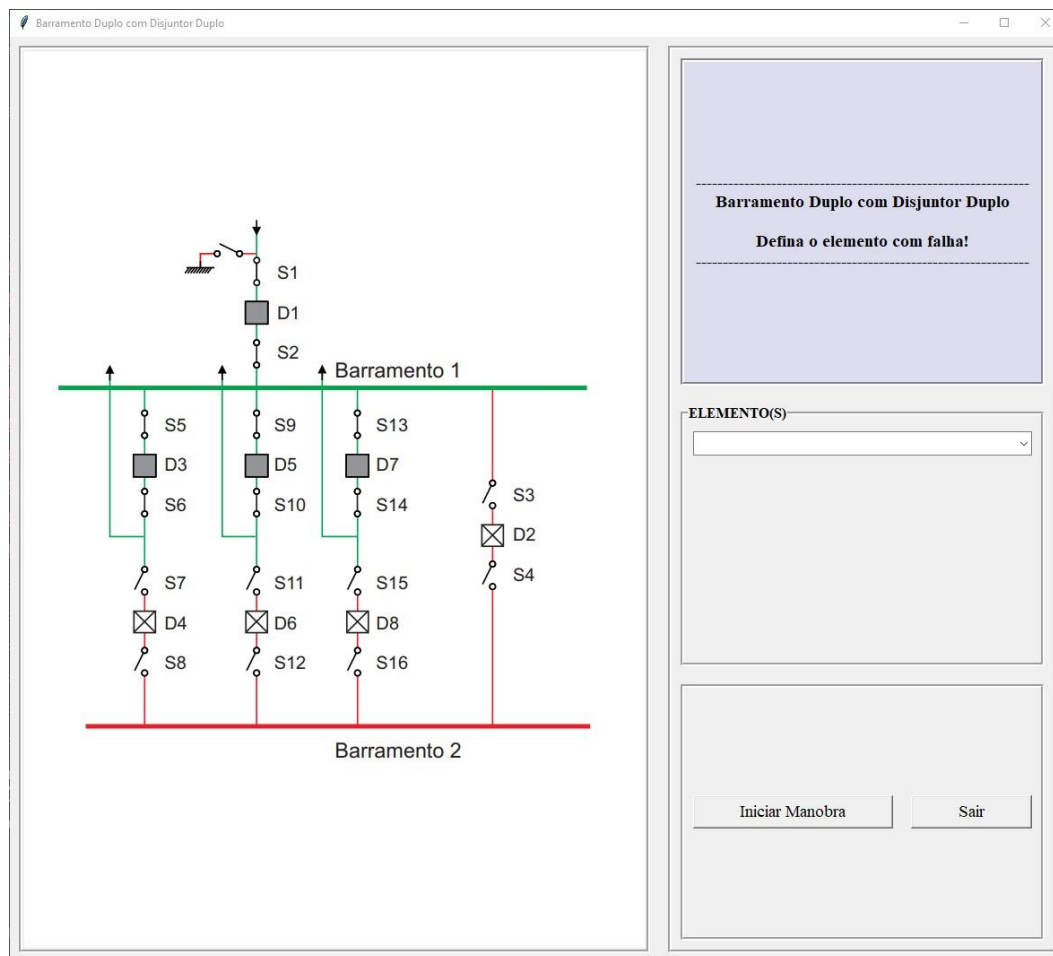 Barramento Duplo com Disjuntor Duplo
Barramento Duplo com Disjuntor Duplo
Defina o elemento com falha!
ELEMENTO(S)
Iniciar Manobra
Sair
S1
D1
S2
Barramento 1
S5
S9
S13
D3
D5
D7
S6
S10
S14
S3
D2
S4
S7
S11
S15
D4
D6
D8
S8
S12
S16
Barramento 2